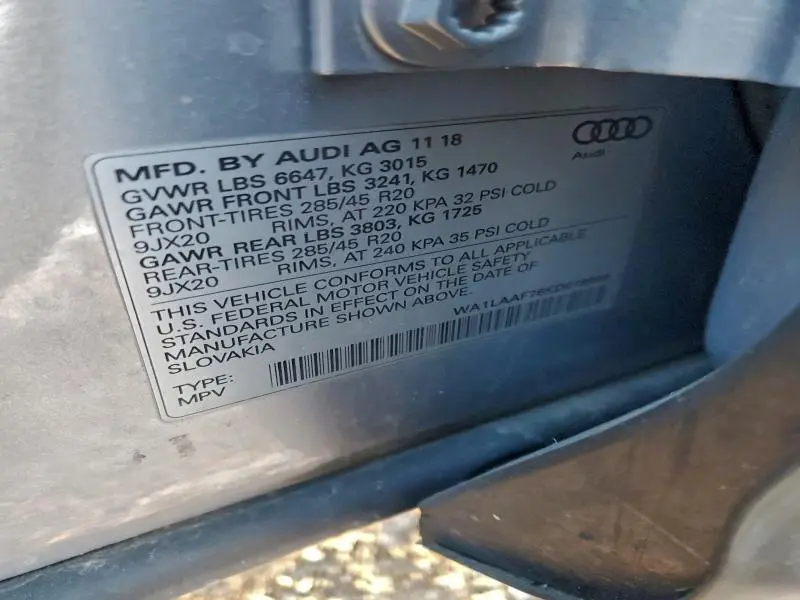 MFD. BY AUDI AG 11 18
GVWR LBS 6647, KG 3015
GAWR FRONT LBS 3241, KG 1470
FRONT-TIRES 285/45 R20
9JX20 RIMS, AT 220 KPA 32 PSI COLD
GAWR REAR LBS 3803, KG 1725
REAR-TIRES 285/45 R20
9JX20 RIMS, AT 240 KPA 35 PSI COLD
THIS VEHICLE CONFORMS TO ALL APPLICABLE
U.S. FEDERAL MOTOR VEHICLE SAFETY
STANDARDS IN EFFECT ON THE DATE OF
MANUFACTURE SHOWN ABOVE.
SLOVAKIA
TYPE:
MPV
Audi